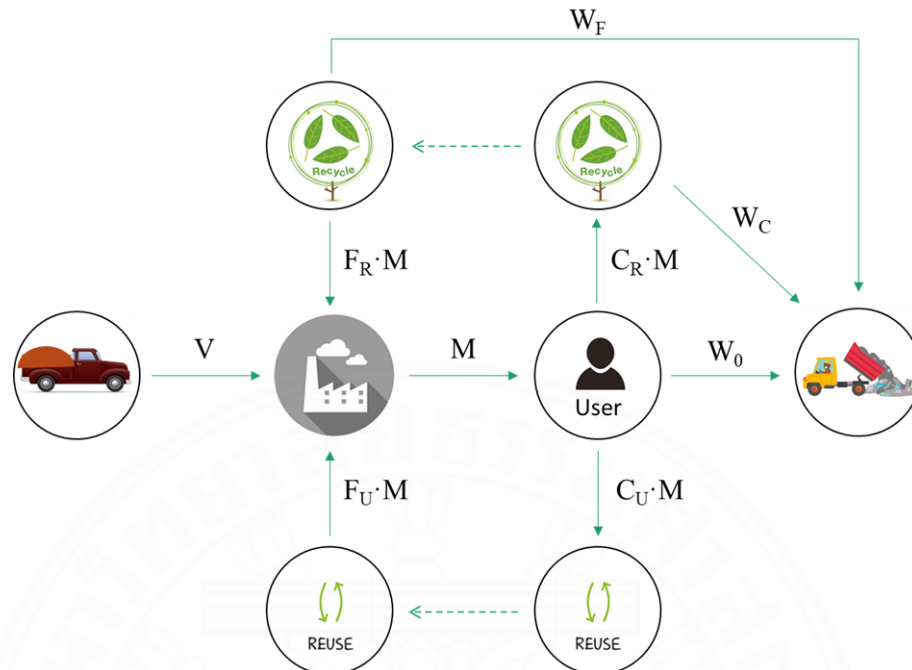 W_F
Recycle
Recycle
W_C
F_R·M
C_R·M
V
M
User
W_0
F_U·M
C_U·M
REUSE
REUSE